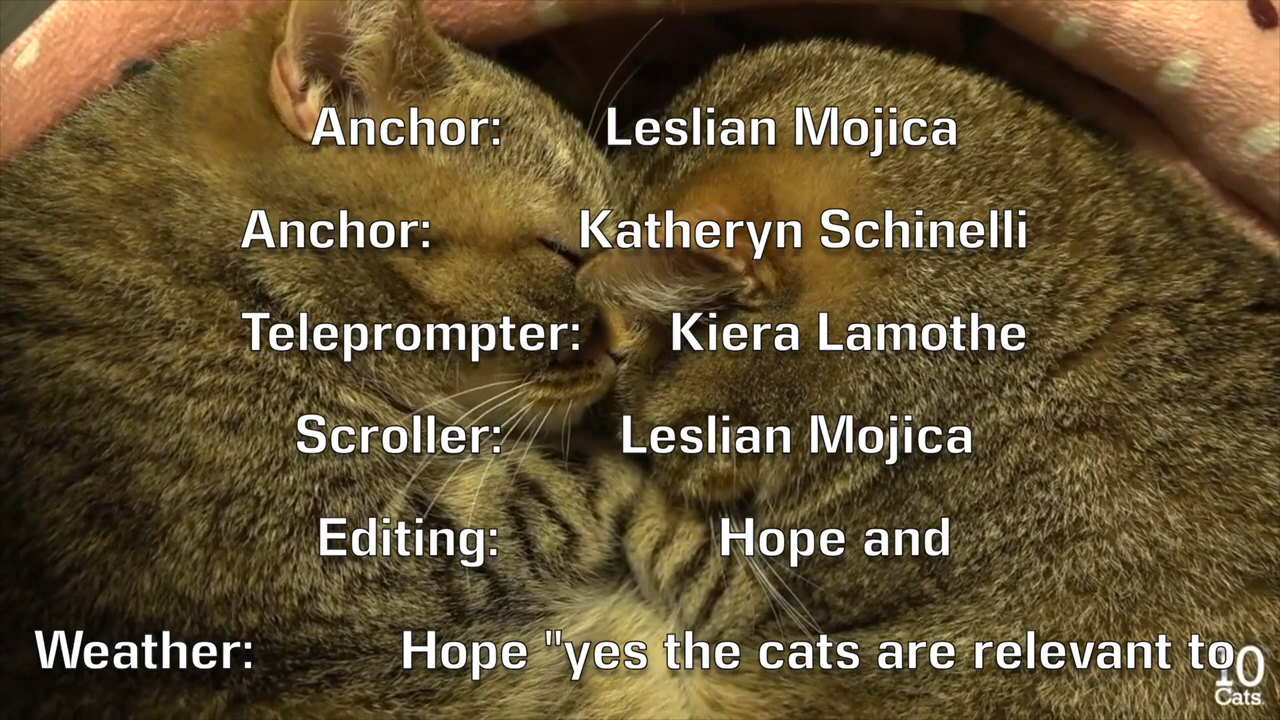 Anchor: Leslian Mojica
Anchor: Katheryn Schinelli
Teleprompter: Kiera Lamothe
Scroller: Leslian Mojica
Editing: Hope and
Weather: Hope "yes the cats are relevant to
10
Cats